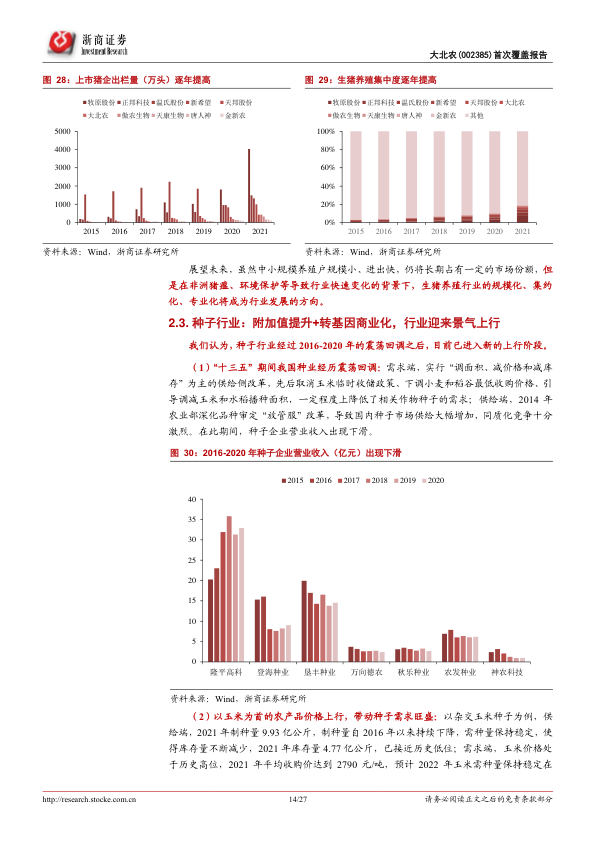 浙商证券
Investment Research
大北农(002385)首次覆盖报告
图 28：上市猪企出栏量（万头）逐年提高
牧原股份 正邦科技 温氏股份 新希望 天邦股份
大北农 傲农生物 天康生物 唐人神 金新农
5000
4000
3000
2000
1000
0
2015 2016 2017 2018 2019 2020 2021
资料来源：Wind，浙商证券研究所
图 29：生猪养殖集中度逐年提高
牧原股份 正邦科技 温氏股份 新希望 天邦股份 大北农
傲农生物 天康生物 唐人神 金新农 其他
100%
80%
60%
40%
20%
0%
2015 2016 2017 2018 2019 2020 2021
资料来源：Wind，浙商证券研究所
展望未来，虽然中小规模养殖户规模小、进出快，仍将长期占有一定的市场份额，但
是在非洲猪瘟、环境保护等导致行业快速变化的背景下，生猪养殖行业的规模化、集约
化、专业化将成为行业发展的方向。
2.3. 种子行业：附加值提升+转基因商业化，行业迎来景气上行
我们认为，种子行业经过 2016-2020 年的震荡回调之后，目前已进入新的上行阶段。
（1）“十三五”期间我国种业经历震荡回调：需求端，实行“调面积、减价格和减库
存”为主的供给侧改革，先后取消玉米临时收储政策、下调小麦和稻谷最低收购价格、引
导调减玉米和水稻播种面积，一定程度上降低了相关作物种子的需求；供给端，2014 年
农业部深化品种审定“放管服”改革，导致国内种子市场供给大幅增加，同质化竞争十分
激烈。在此期间，种子企业营业收入出现下滑。
图 30：2016-2020 年种子企业营业收入（亿元）出现下滑
2015 2016 2017 2018 2019 2020
40
35
30
25
20
15
10
5
0
隆平高科 登海种业 垦丰种业 万向德农 秋乐种业 农发种业 神农科技
资料来源：Wind，浙商证券研究所
（2）以玉米为首的农产品价格上行，带动种子需求旺盛：以杂交玉米种子为例，供
给端，2021 年制种量 9.93 亿公斤，制种量自 2016 年以来持续下降，需种量保持稳定，使
得库存量不断减少，2021 年库存量 4.77 亿公斤，已接近历史低位；需求端，玉米价格处
于历史高位，2021 年平均收购价达到 2790 元/吨，预计 2022 年玉米需种量保持稳定在
http://research.stocke.com.cn
14/27
请务必阅读正文之后的免责条款部分